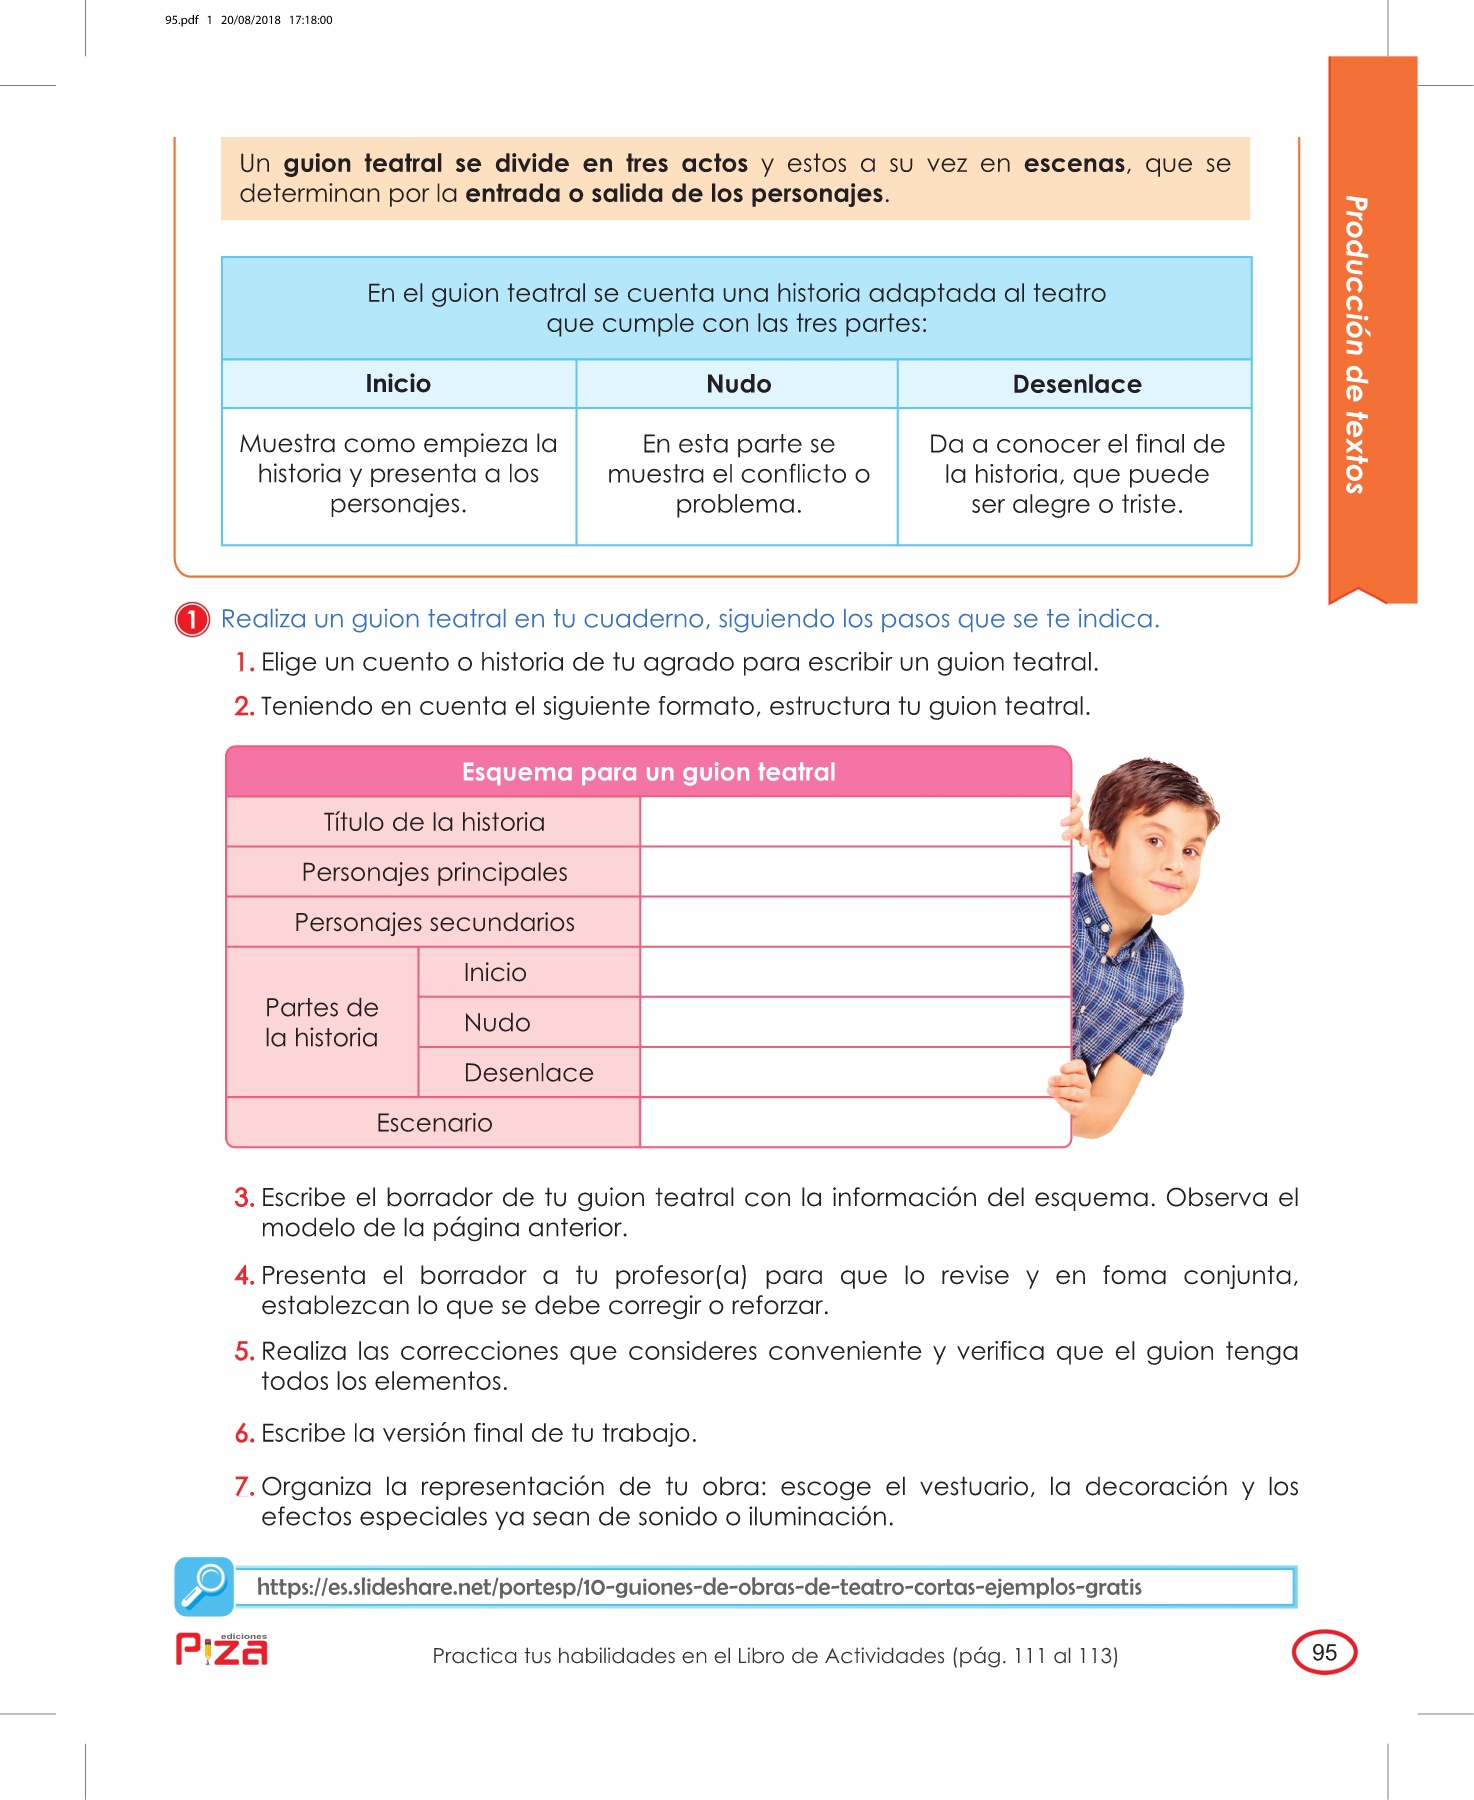 95.pdf 1 20/08/2018 17:18:00
Un guion teatral se divide en tres actos y estos a su vez en escenas, que se
determinan por la entrada o salida de los personajes.
Producción de textos
En el guion teatral se cuenta una historia adaptada al teatro
que cumple con las tres partes:
Inicio
Nudo
Desenlace
Muestra como empieza la
historia y presenta a los
personajes.
En esta parte se
muestra el conflicto o
problema.
Da a conocer el final de
la historia, que puede
ser alegre o triste.
1 Realiza un guion teatral en tu cuaderno, siguiendo los pasos que se te indica.
1. Elige un cuento o historia de tu agrado para escribir un guion teatral.
2. Teniendo en cuenta el siguiente formato, estructura tu guion teatral.
Esquema para un guion teatral
Título de la historia
Personajes principales
Personajes secundarios
Partes de
la historia
Inicio
Nudo
Desenlace
Escenario
3. Escribe el borrador de tu guion teatral con la información del esquema. Observa el
modelo de la página anterior.
4. Presenta el borrador a tu profesor(a) para que lo revise y en foma conjunta,
establezcan lo que se debe corregir o reforzar.
5. Realiza las correcciones que consideres conveniente y verifica que el guion tenga
todos los elementos.
6. Escribe la versión final de tu trabajo.
7. Organiza la representación de tu obra: escoge el vestuario, la decoración y los
efectos especiales ya sean de sonido o iluminación.
https://es.slideshare.net/portesp/10-guiones-de-obras-de-teatro-cortas-ejemplos-gratis
ediciones
Piza
Practica tus habilidades en el Libro de Actividades (pág. 111 al 113)
95